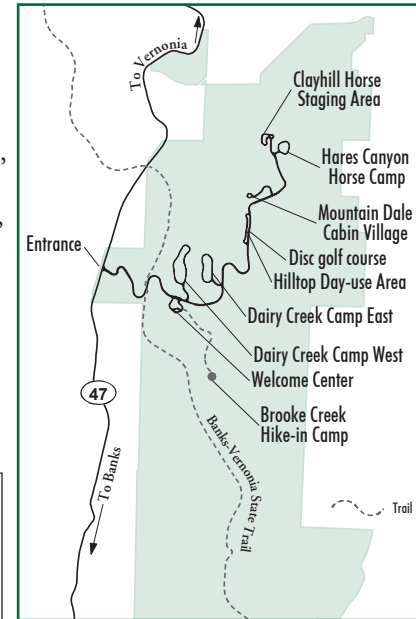 To Vernonia
Clayhill Horse
Staging Area
Hares Canyon
Horse Camp
Mountain Dale
Cabin Village
Disc golf course
Hilltop Day-use Area
Entrance
Dairy Creek Camp East
Dairy Creek Camp West
Welcome Center
Brooke Creek
Hike-in Camp
47
Banks-Vernonia State Trail
To Banks
Trail
,
,